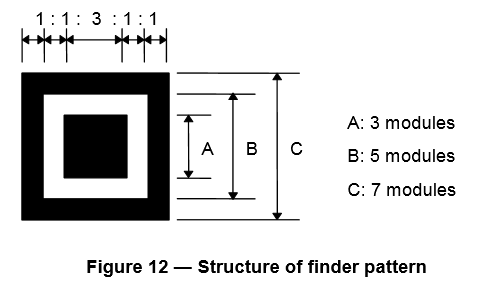 1 : 1 : 3 : 1 : 1
A B C
A: 3 modules
B: 5 modules
C: 7 modules
Figure 12 — Structure of finder pattern